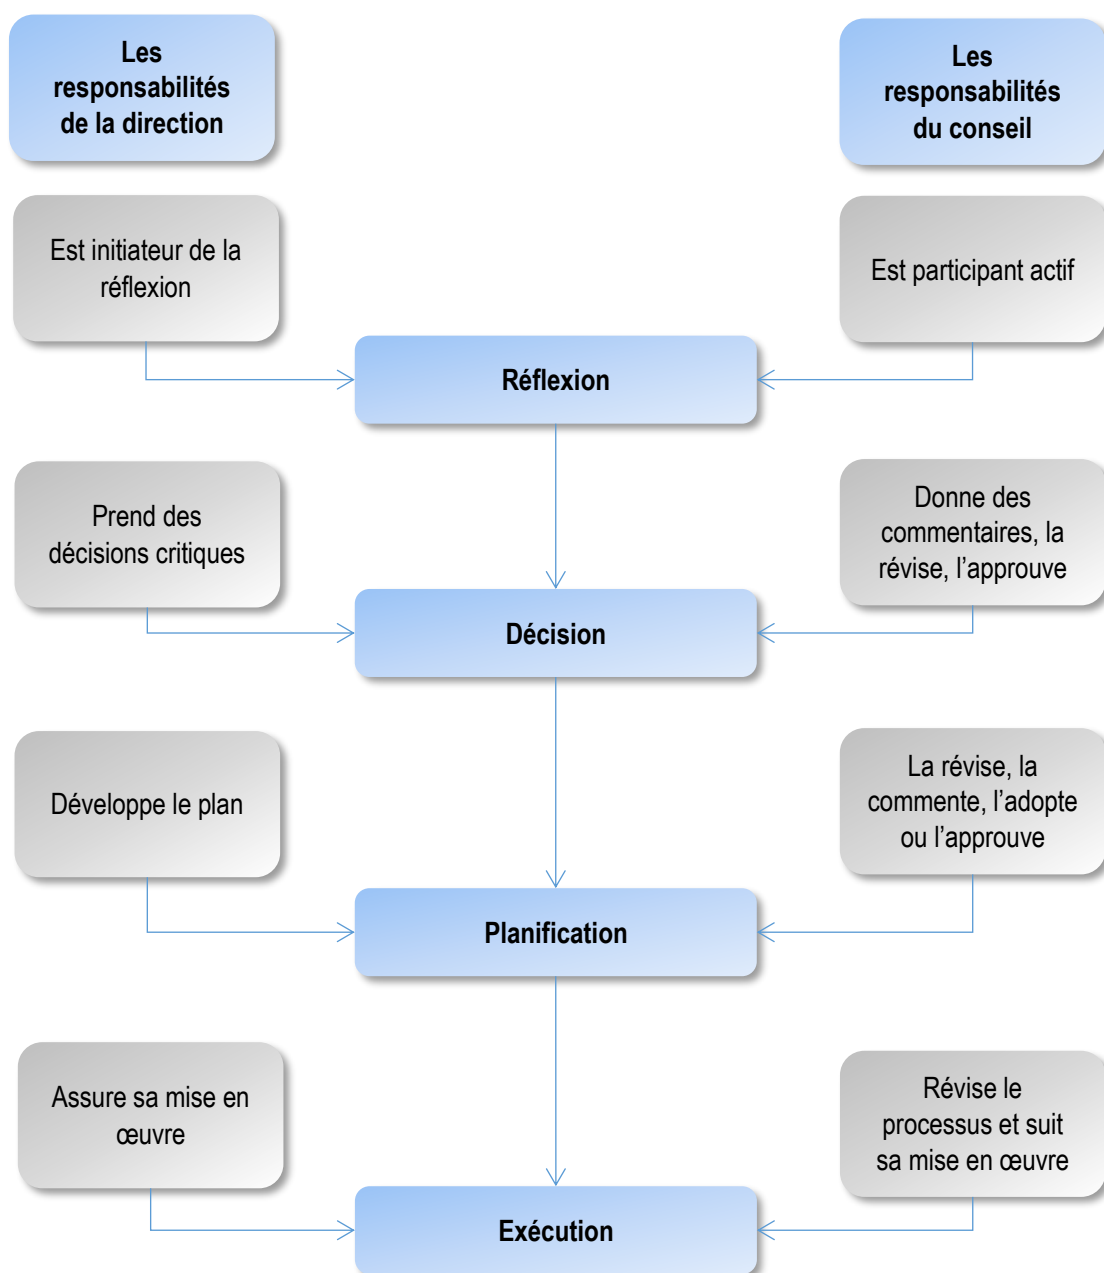 Les
responsabilités
de la direction
Les
responsabilités
du conseil
Est initiateur de la
réflexion
Est participant actif
Réflexion
Prend des
décisions critiques
Donne des
commentaires, la
révise, l’approuve
Décision
Développe le plan
La révise, la
commente, l’adopte
ou l’approuve
Planification
Assure sa mise en
œuvre
Révise le
processus et suit
sa mise en œuvre
Exécution